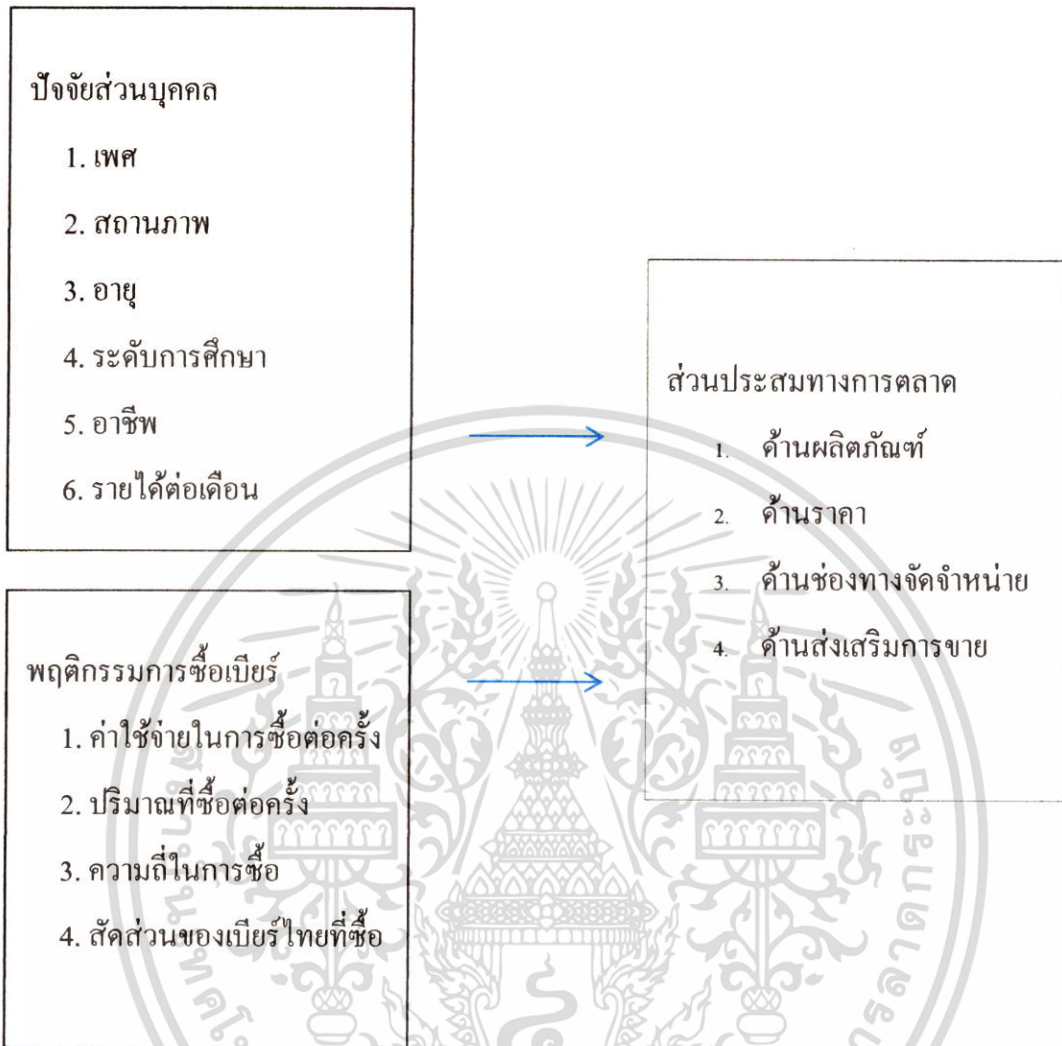 ปัจจัยส่วนบุคคล
1. เพศ
2. สถานภาพ
3. อายุ
4. ระดับการศึกษา
5. อาชีพ
6. รายได้ต่อเดือน
พฤติกรรมการซื้อเบียร์
1. ค่าใช้จ่ายในการซื้อต่อครั้ง
2. ปริมาณที่ซื้อต่อครั้ง
3. ความถี่ในการซื้อ
4. สัดส่วนของเบียร์ไทยที่ซื้อ
ส่วนประสมทางการตลาด
1. ด้านผลิตภัณฑ์
2. ด้านราคา
3. ด้านช่องทางจัดจำหน่าย
4. ด้านส่งเสริมการขาย